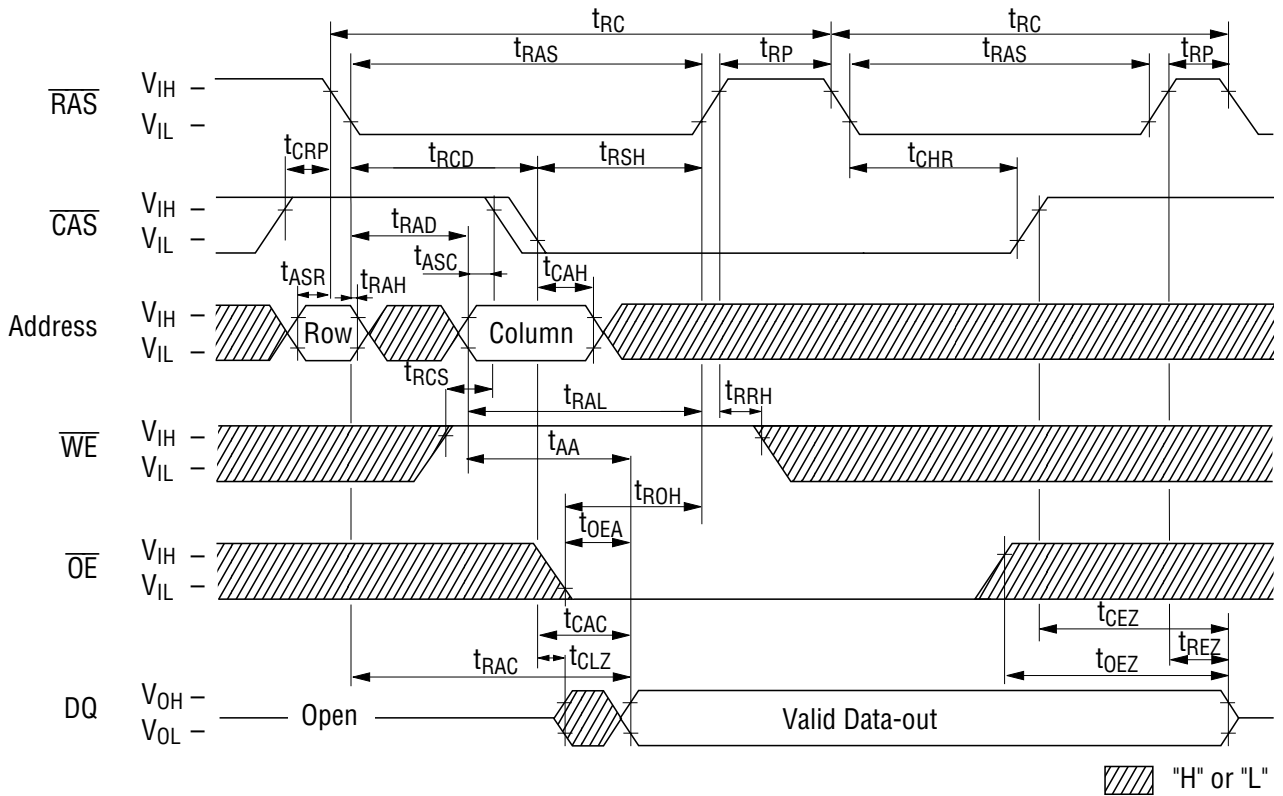 tRC tRC
tRAS tRP tRAS tRP
RAS VIH
VIL
tCRP tRCD tRSH tCHR
CAS VIH
VIL
tRAD
tASC tCAH
tASR tRAH
Address VIH
VIL
Row Column
tRCS tRAL tRRH
WE VIH
VIL
tAA
tROH
tOEA
OE VIH
VIL
tCAC tCEZ
tRAC tCLZ tOEZ tREZ
DQ VOH
VOL
Open Valid Data-out
"H" or "L"